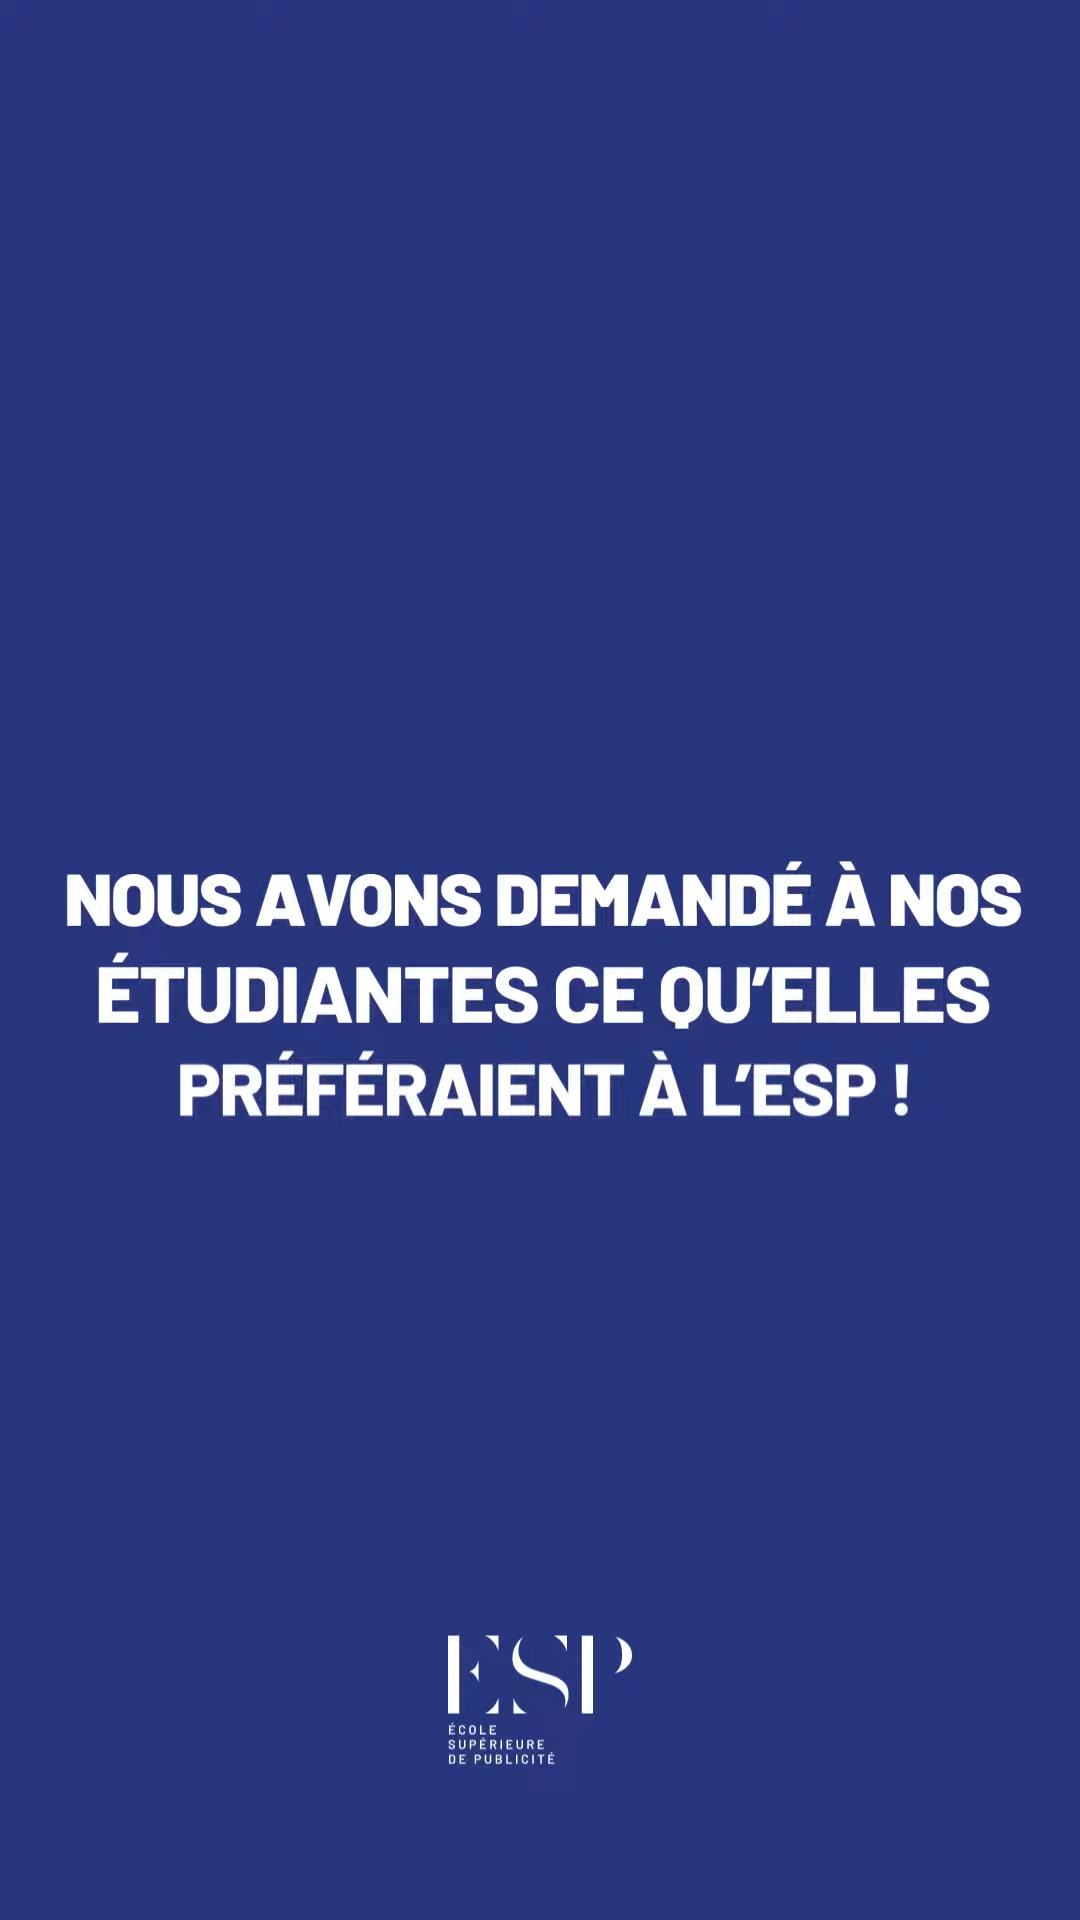 NOUS AVONS DEMANDÉ À NOS
ÉTUDIANTES CE QU’ELLES
PRÉFÉRAIENT À L’ESP !
ESP
ÉCOLE
SUPÉRIEURE
DE PUBLICITÉ